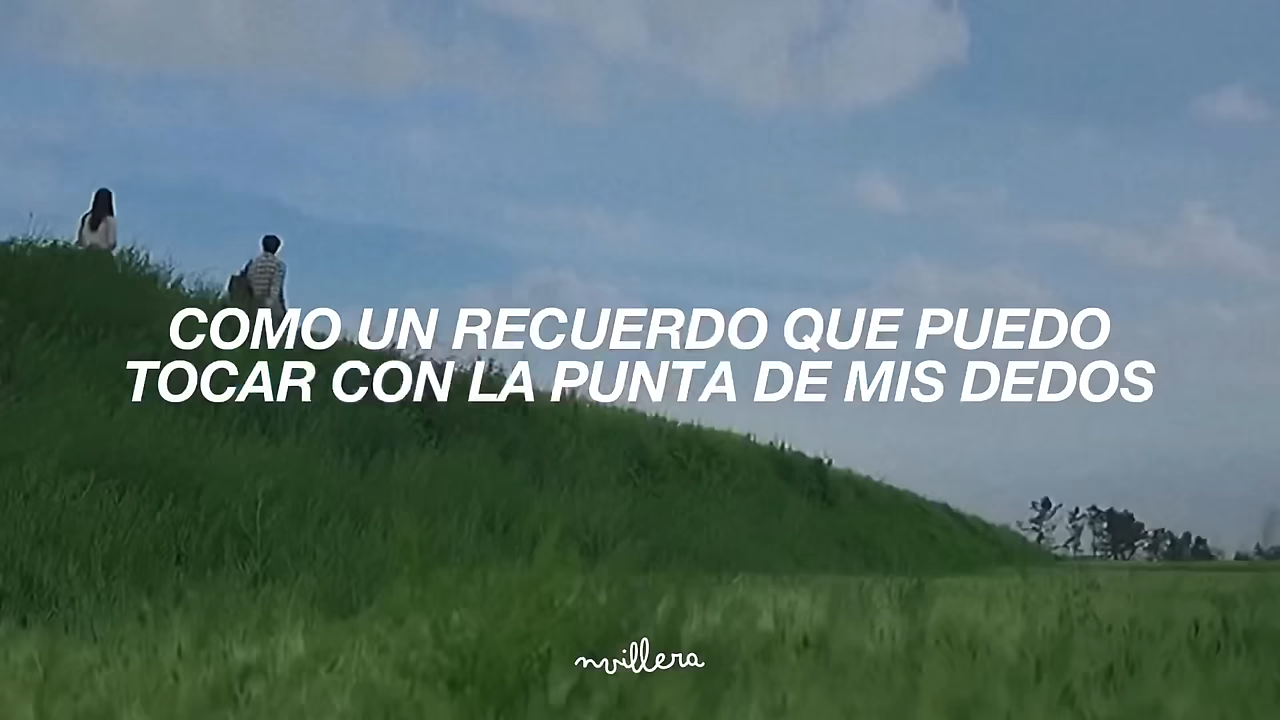 COMO UN RECUERDO QUE PUEDO
TOCAR CON LA PUNTA DE MIS DEDOS
nvillera